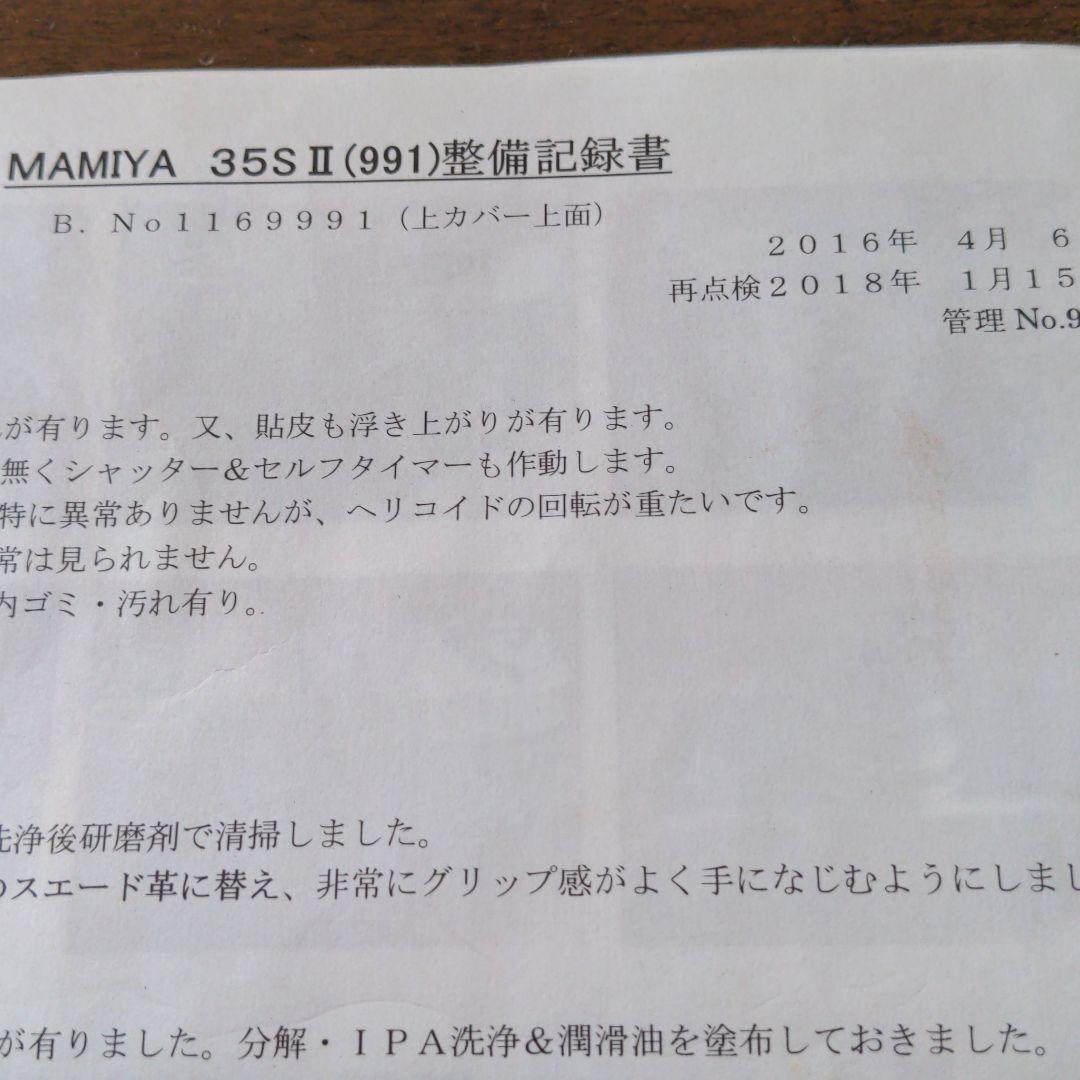 MAMIYA 35SⅡ(991)整備記録書
B．No1169991（上カバー上面）
2016年 4月 6
再点検2018年 1月15
管理 No.9
が有ります。又、貼皮も浮き上がりが有ります。
無くシャッター＆セルフタイマーも作動します。
特に異常ありませんが、ヘリコイドの回転が重たいです。
常は見られません。
内ゴミ・汚れ有り。
洗浄後研磨剤で清掃しました。
のスエード革に替え、非常にグリップ感がよく手になじむようにしまし
が有りました。分解・IPA洗浄＆潤滑油を塗布しておきました。